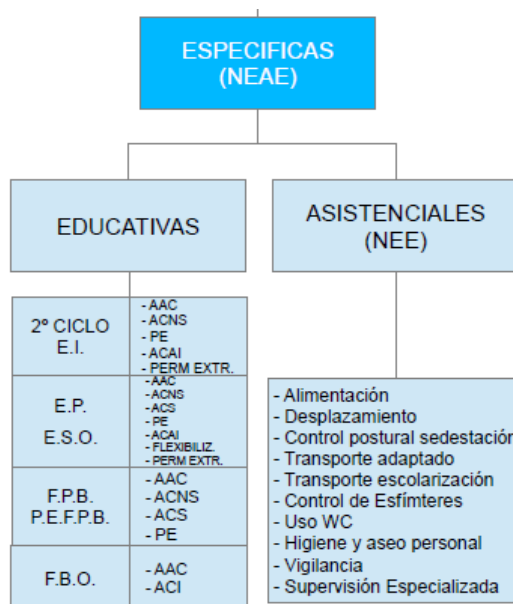 ESPECIFICAS
(NEAE)
EDUCATIVAS
2º CICLO
E.I.
- AAC
- ACNS
- PE
- ACAI
- PERM EXTR.
E.P.
E.S.O.
- AAC
- ACNS
- ACS
- PE
- ACAI
- FLEXIBILIZ.
- PERM EXTR.
F.P.B.
P.E.F.P.B.
- AAC
- ACNS
- ACS
- PE
F.B.O.
- AAC
- ACI
ASISTENCIALES
(NEE)
- Alimentación
- Desplazamiento
- Control postural sedestación
- Transporte adaptado
- Transporte escolarización
- Control de Esfímteres
- Uso WC
- Higiene y aseo personal
- Vigilancia
- Supervisión Especializada